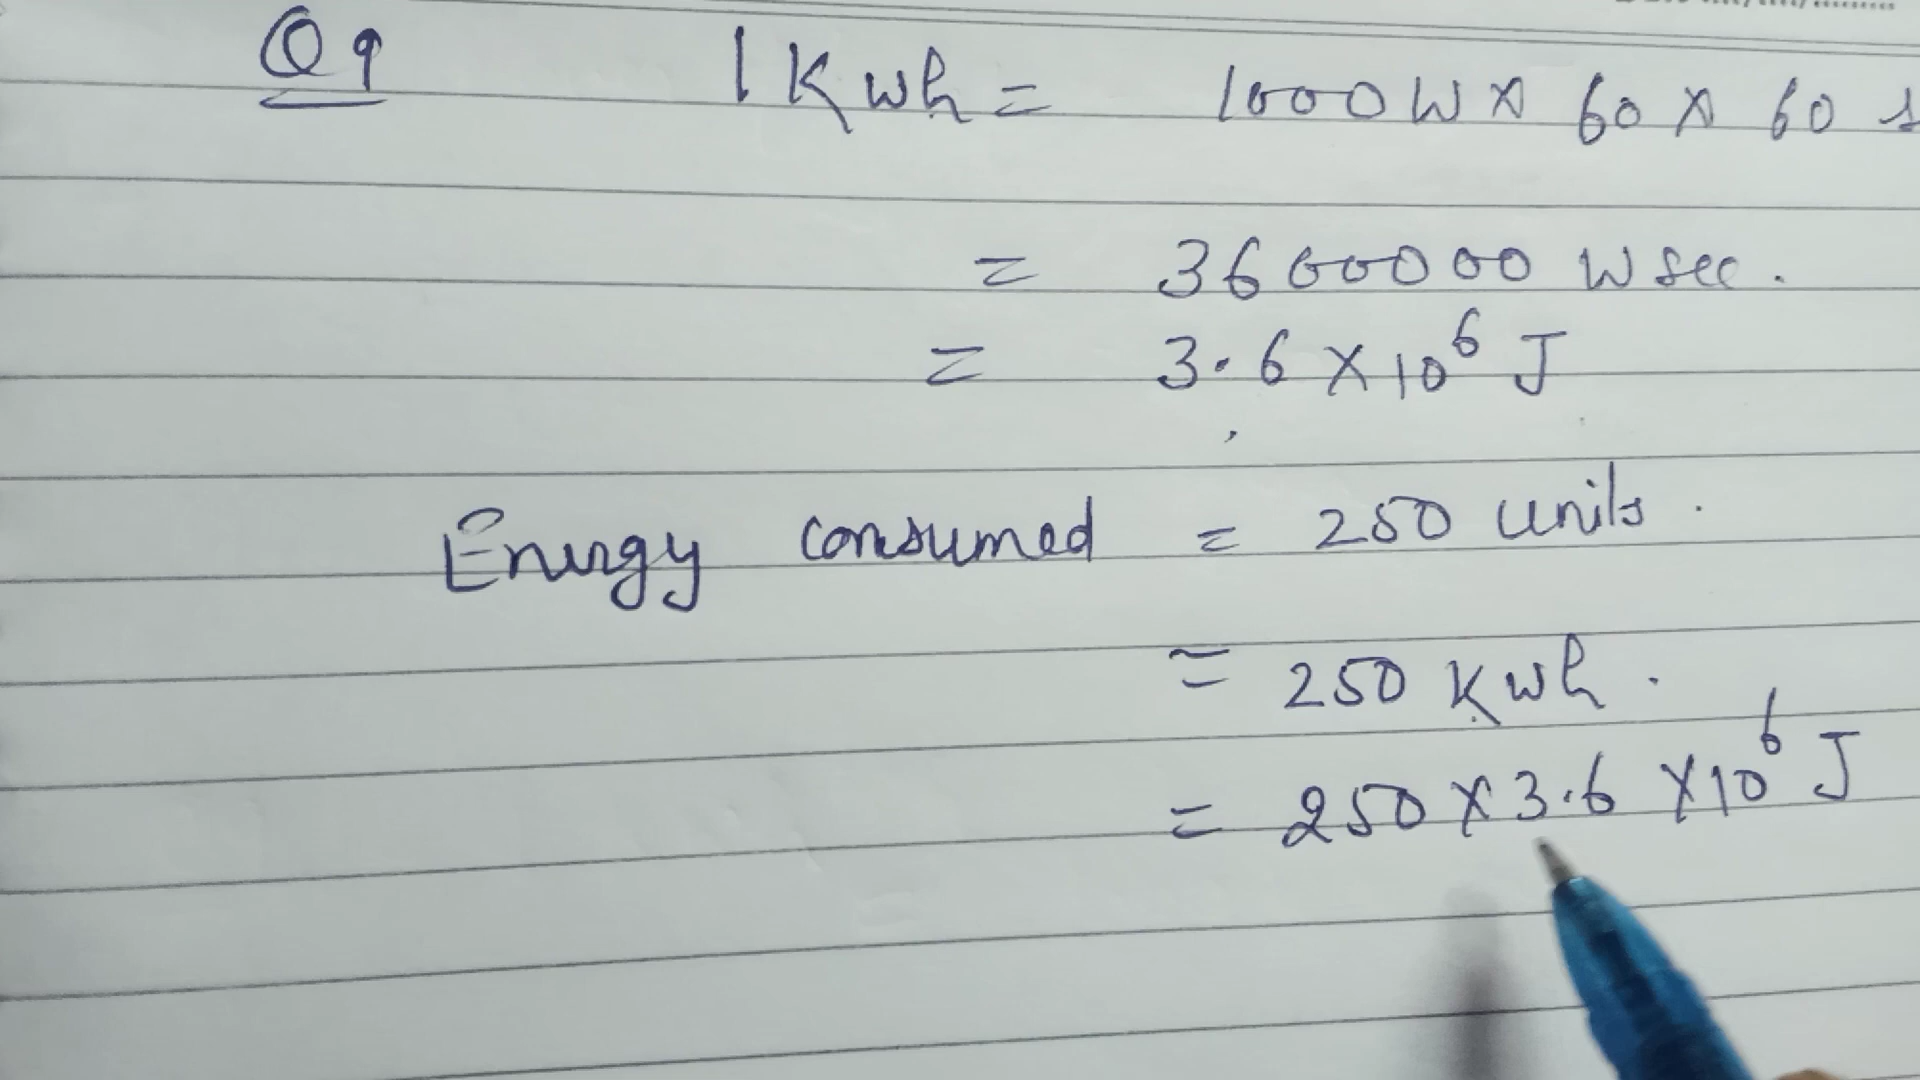 Q9 1 Kwh = 1000 W x 60 x 60 s
= 3600000 W sec.
= 3.6 x 10⁶ J
Energy consumed = 250 units.
= 250 Kwh.
= 250 x 3.6 x 10⁶ J